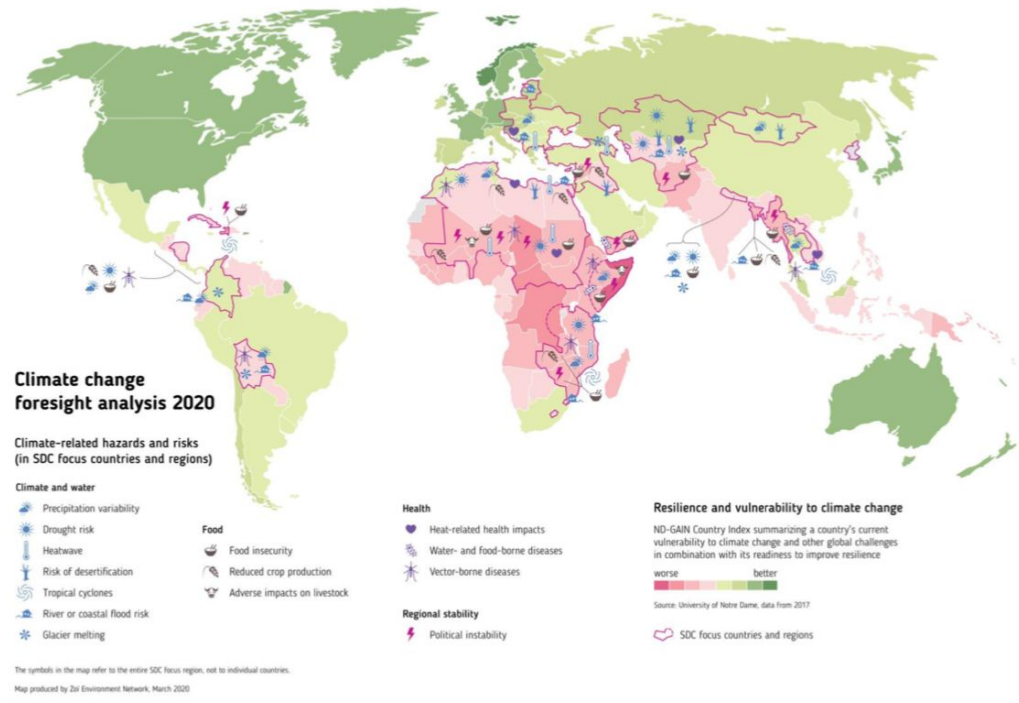 Climate change
foresight analysis 2020
Climate-related hazards and risks
(in SDC focus countries and regions)
Climate and water
Precipitation variability
Drought risk
Heatwave
Risk of desertification
Tropical cyclones
River or coastal flood risk
Glacier melting
Food
Food insecurity
Reduced crop production
Adverse impacts on livestock
Health
Heat-related health impacts
Water- and food-borne diseases
Vector-borne diseases
Regional stability
Political instability
Resilience and vulnerability to climate change
ND-GAIN Country Index summarizing a country's current
vulnerability to climate change and other global challenges
in combination with its readiness to improve resilience
worse better
Source: University of Notre Dame, data from 2017
SDC focus countries and regions
The symbols in the map refer to the entire SDC focus region, not to individual countries.
Map produced by Zoï Environment Network, March 2020